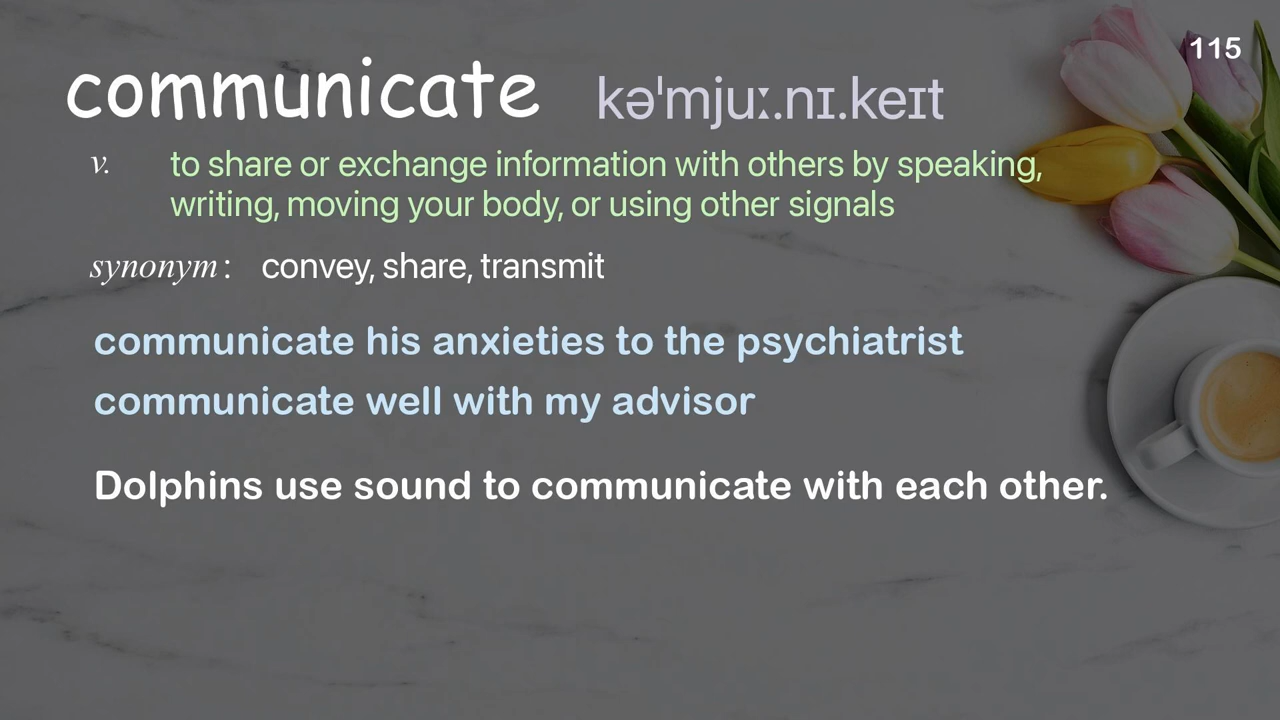 115
communicate kəˈmjuː.nɪ.keɪt
v. to share or exchange information with others by speaking,
writing, moving your body, or using other signals
synonym: convey, share, transmit
communicate his anxieties to the psychiatrist
communicate well with my advisor
Dolphins use sound to communicate with each other.